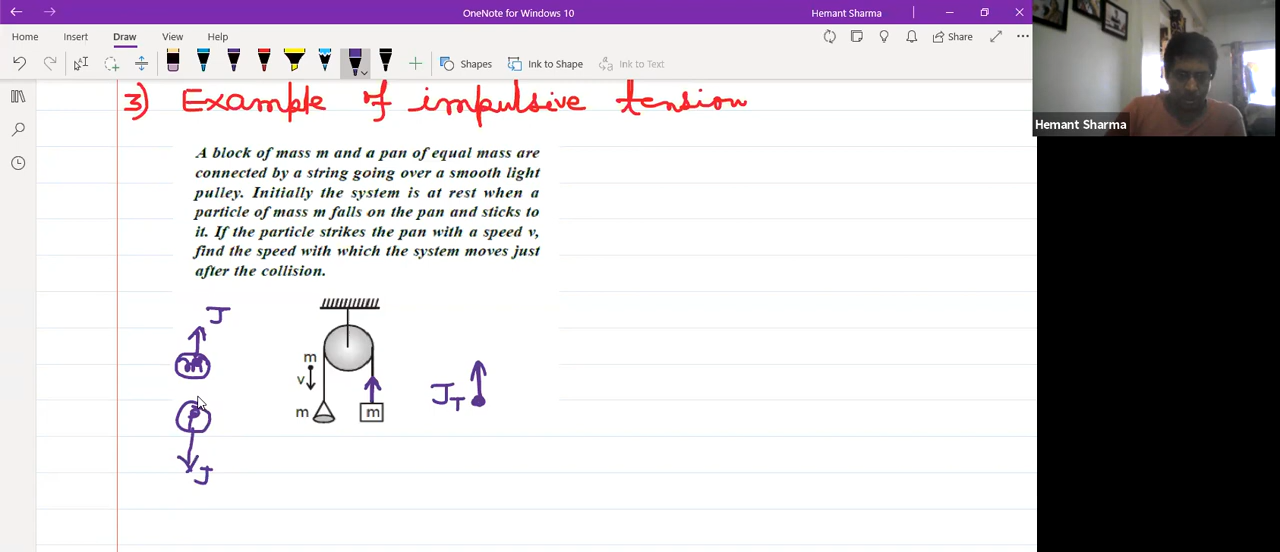 OneNote for Windows 10
Hemant Sharma
Home Insert Draw View Help
Share
Shapes
Ink to Shape
Ink to Text
3) Example of impulsive tension
A block of mass m and a pan of equal mass are
connected by a string going over a smooth light
pulley. Initially the system is at rest when a
particle of mass m falls on the pan and sticks to
it. If the particle strikes the pan with a speed v,
find the speed with which the system moves just
after the collision.
J
m
m
v
P
J
m
m
JT
Hemant Sharma